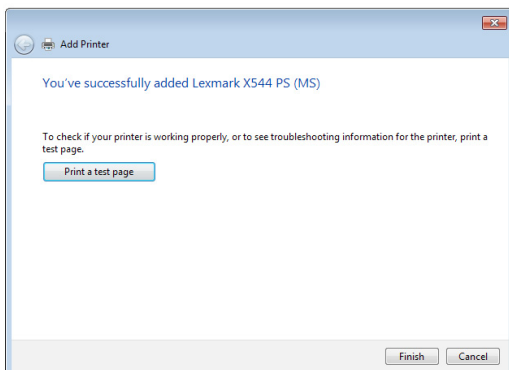 Add Printer
You've successfully added Lexmark X544 PS (MS)
To check if your printer is working properly, or to see troubleshooting information for the printer, print a
test page.
Print a test page
Finish Cancel